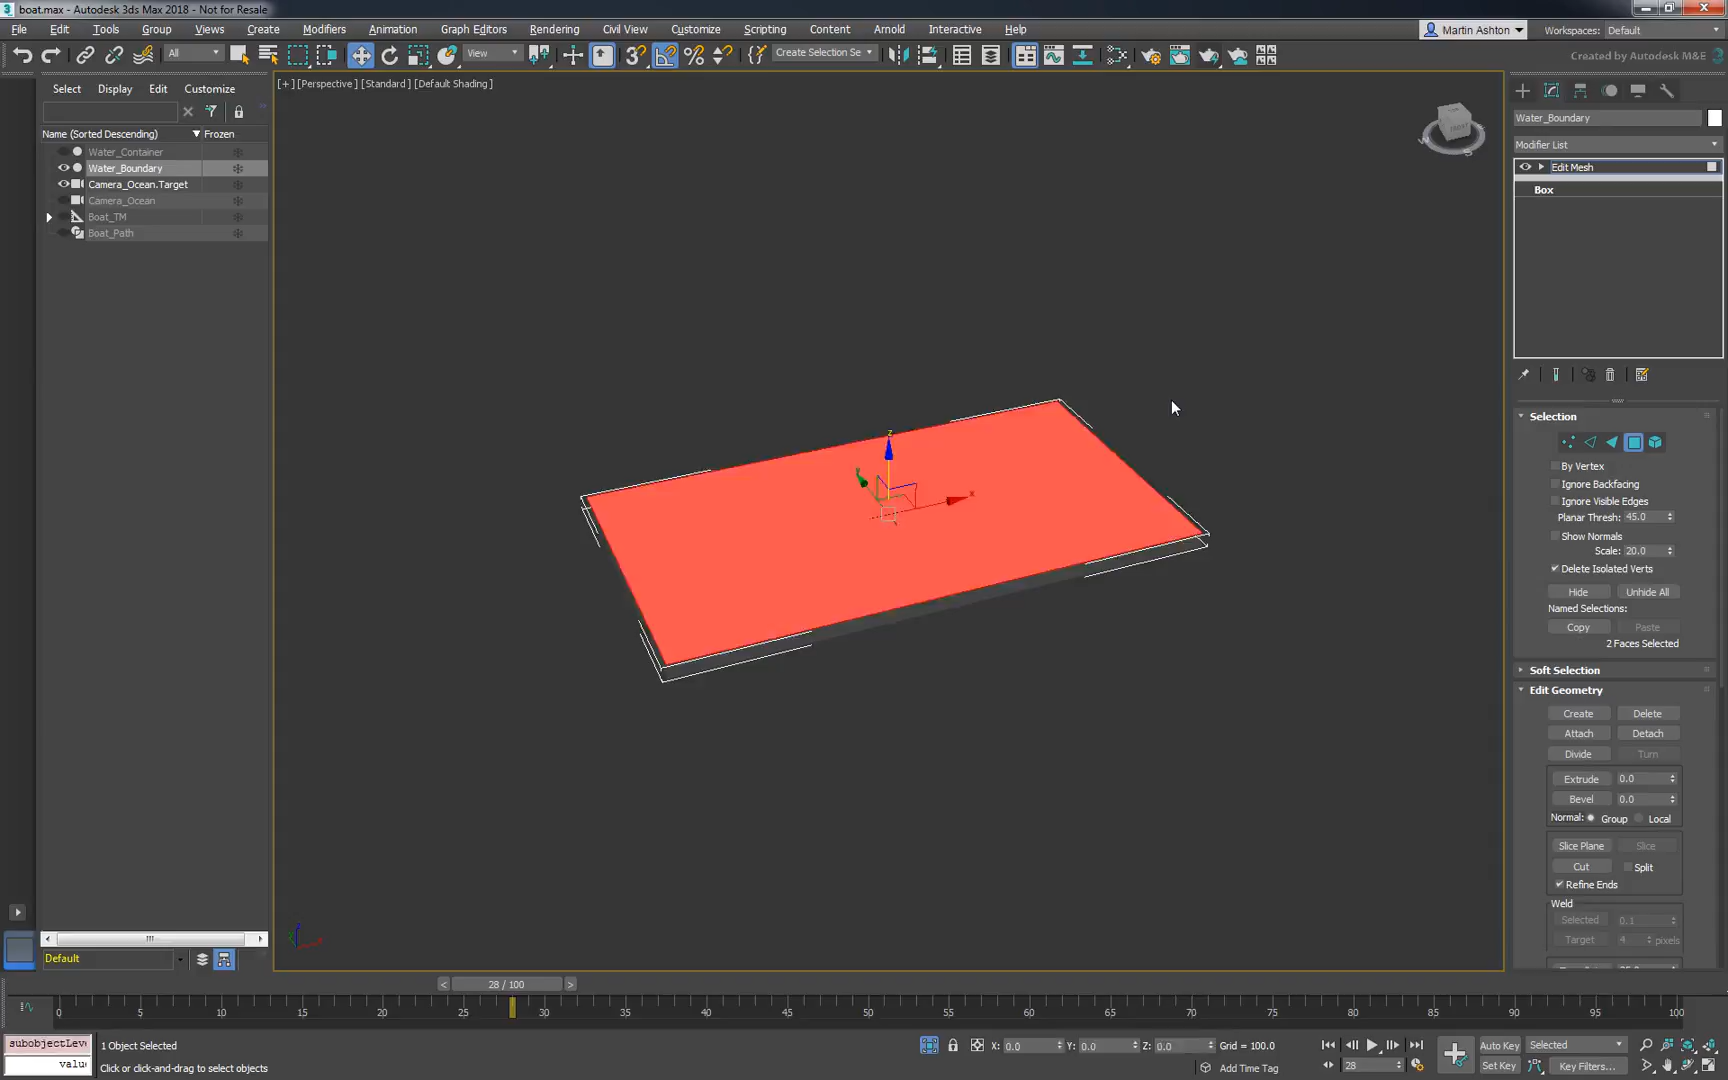 boat.max - Autodesk 3ds Max 2018 - Not for Resale
File Edit Tools Group Views Create Modifiers Animation Graph Editors Rendering Civil View Customize Scripting Content Arnold Interactive Help
Martin Ashton
Workspaces: Default
All
View
Create Selection Se
Created by Autodesk M&E
Select Display Edit Customize
Name (Sorted Descending) Frozen
Water_Container
Water_Boundary
Camera_Ocean.Target
Camera_Ocean
Boat_TM
Boat_Path
Default
[+] [Perspective] [Standard] [Default Shading]
FRONT
z
y
x
Water_Boundary
Modifier List
Edit Mesh
Box
Selection
By Vertex
Ignore Backfacing
Ignore Visible Edges
Planar Thresh: 45.0
Show Normals
Scale: 20.0
Delete Isolated Verts
Hide Unhide All
Named Selections:
Copy Paste
2 Faces Selected
Soft Selection
Edit Geometry
Create Delete
Attach Detach
Divide Turn
Extrude 0.0
Bevel 0.0
Normal: Group Local
Slice Plane Slice
Cut Split
Refine Ends
Weld
Selected 0.1
Target 4 pixels
< 28 / 100 >
0 5 10 15 20 25 30 35 40 45 50 55 60 65 70 75 80 85 90 95 100
subobjectLeve
valu
1 Object Selected
Click or click-and-drag to select objects
X: 0.0 Y: 0.0 Z: 0.0 Grid = 100.0
Add Time Tag
28
Auto Key Selected
Set Key Key Filters...